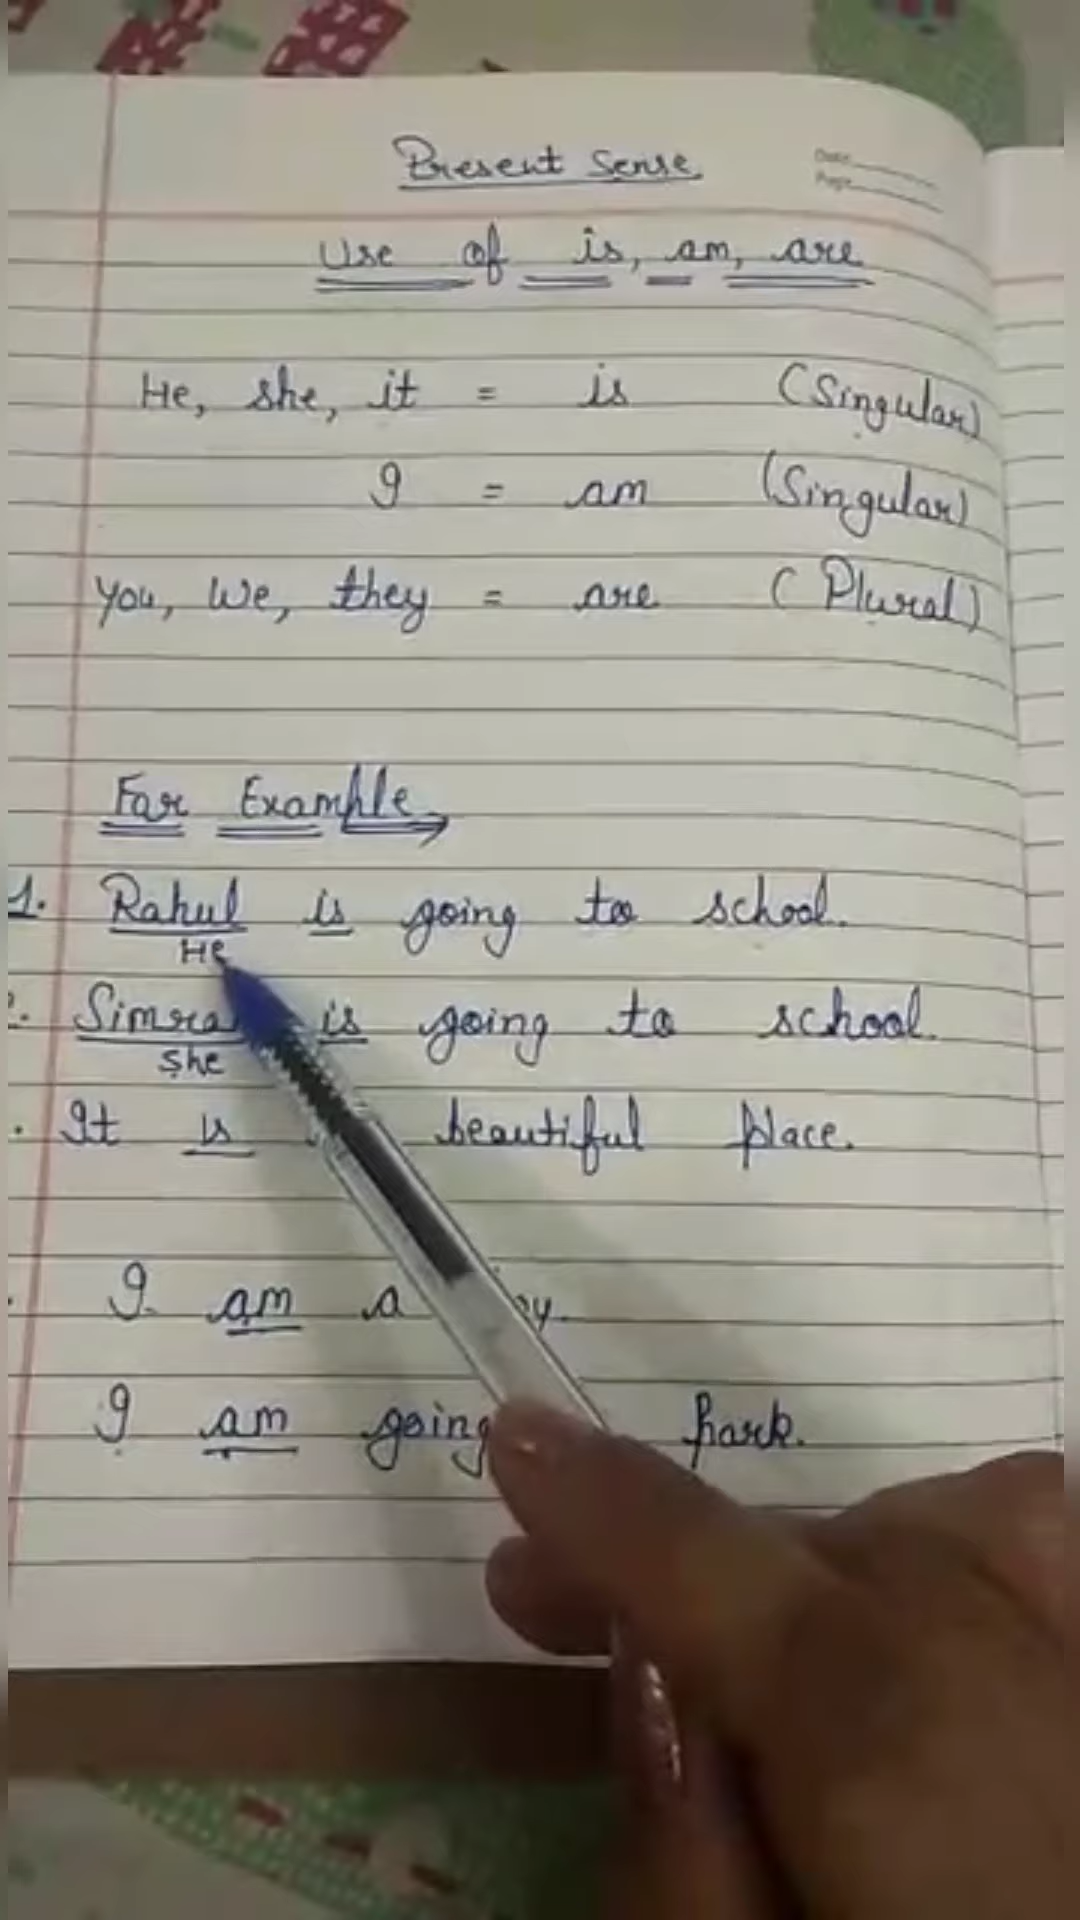 Present Sense
Date
Page
Use of is, am, are
He, she, it = is (Singular)
I = am (Singular)
You, we, they = are (Plural)
For Example
1. Rahul is going to school.
He
is going to school.
She
It is beautiful place.
I am a
I am going park.